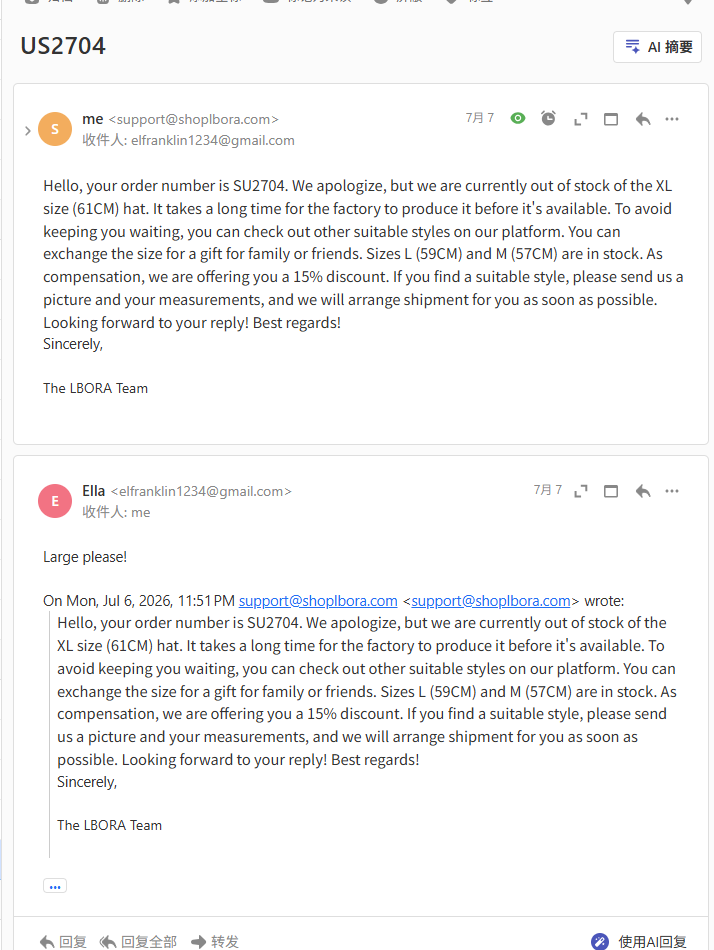 US2704
AI 摘要
S
me <support@shoplbora.com>
7月 7
收件人: elfranklin1234@gmail.com
Hello, your order number is SU2704. We apologize, but we are currently out of stock of the XL
size (61CM) hat. It takes a long time for the factory to produce it before it's available. To avoid
keeping you waiting, you can check out other suitable styles on our platform. You can
exchange the size for a gift for family or friends. Sizes L (59CM) and M (57CM) are in stock. As
compensation, we are offering you a 15% discount. If you find a suitable style, please send us a
picture and your measurements, and we will arrange shipment for you as soon as possible.
Looking forward to your reply! Best regards!
Sincerely,
The LBORA Team
E
Ella <elfranklin1234@gmail.com>
7月 7
收件人: me
Large please!
On Mon, Jul 6, 2026, 11:51 PM support@shoplbora.com <support@shoplbora.com> wrote:
Hello, your order number is SU2704. We apologize, but we are currently out of stock of the
XL size (61CM) hat. It takes a long time for the factory to produce it before it's available. To
avoid keeping you waiting, you can check out other suitable styles on our platform. You can
exchange the size for a gift for family or friends. Sizes L (59CM) and M (57CM) are in stock. As
compensation, we are offering you a 15% discount. If you find a suitable style, please send
us a picture and your measurements, and we will arrange shipment for you as soon as
possible. Looking forward to your reply! Best regards!
Sincerely,
The LBORA Team
...
回复 回复全部 转发 使用AI回复